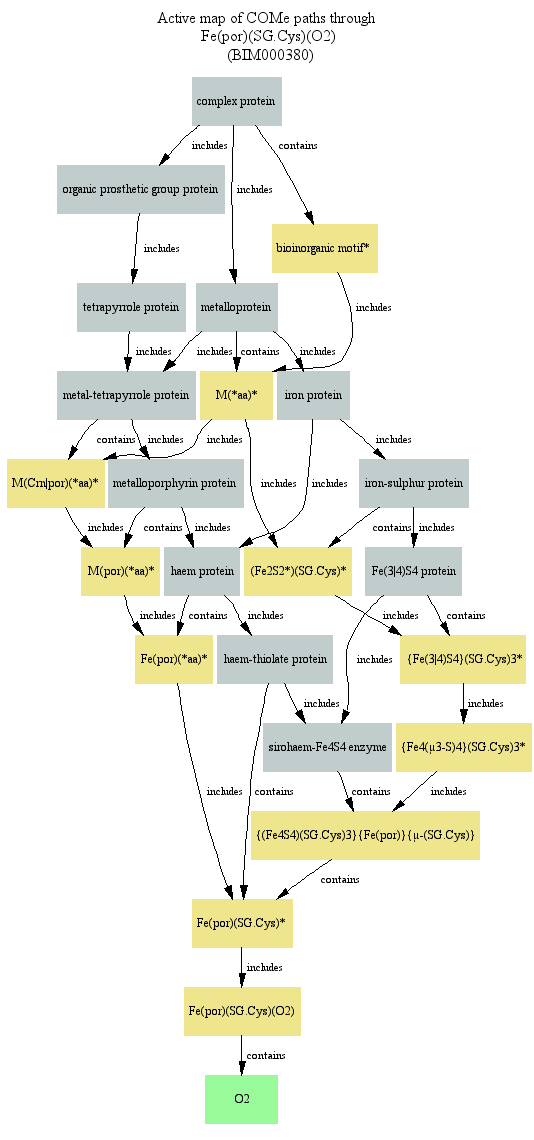 Active map of COMe paths through
Fe(por)(SG.Cys)(O2)
(BIM000380)
complex protein
includes
contains
organic prosthetic group protein
includes
bioinorganic motif*
includes
tetrapyrrole protein
metalloprotein
includes
includes
includes
contains
includes
metal-tetrapyrrole protein
M(*aa)*
iron protein
contains
includes
includes
includes
M(Crn|por)(*aa)*
metalloporphyrin protein
includes
includes
iron-sulphur protein
includes
contains
includes
contains
includes
M(por)(*aa)*
haem protein
(Fe2S2*)(SG.Cys)*
Fe(3|4)S4 protein
includes
contains
includes
includes
contains
Fe(por)(*aa)*
haem-thiolate protein
includes
{Fe(3|4)S4}(SG.Cys)3*
includes
includes
sirohaem-Fe4S4 enzyme
{Fe4(µ3-S)4}(SG.Cys)3*
includes
contains
contains
includes
{(Fe4S4)(SG.Cys)3}{Fe(por)}{µ-(SG.Cys)}
contains
Fe(por)(SG.Cys)*
includes
Fe(por)(SG.Cys)(O2)
contains
O2